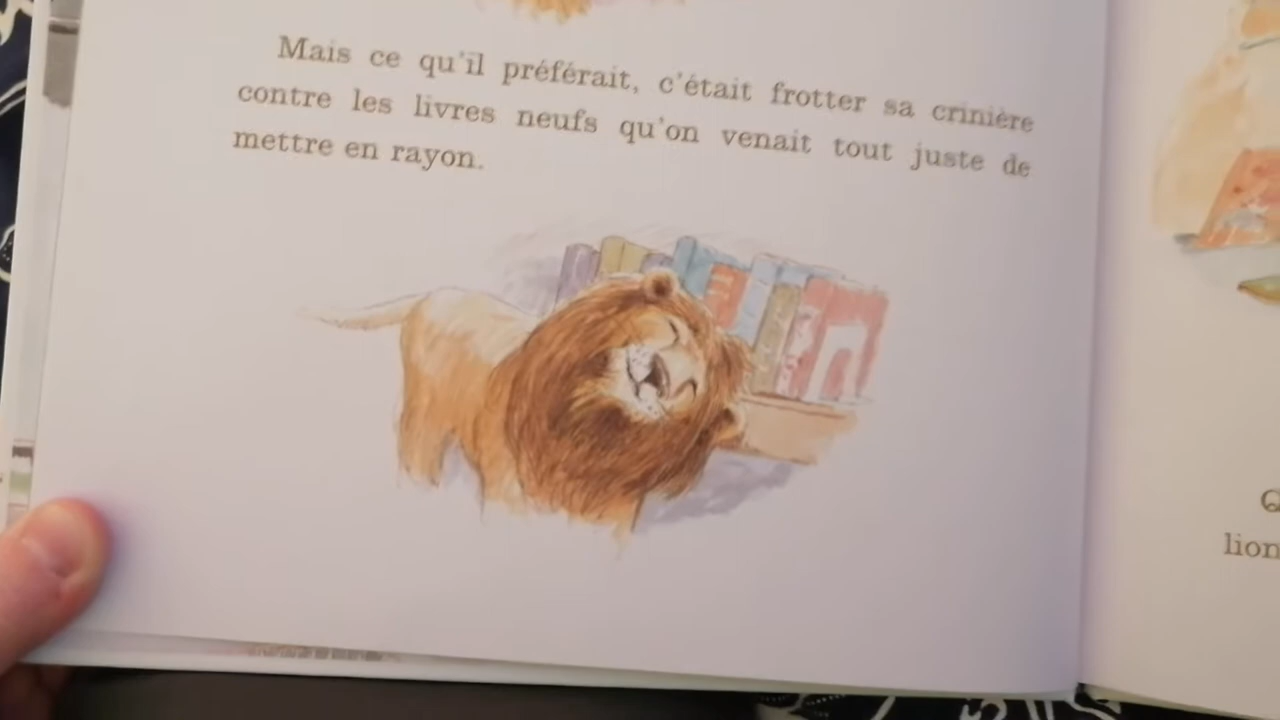 Mais ce qu'il préférait, c'était frotter sa crinière
contre les livres neufs qu'on venait tout juste de
mettre en rayon.
lion